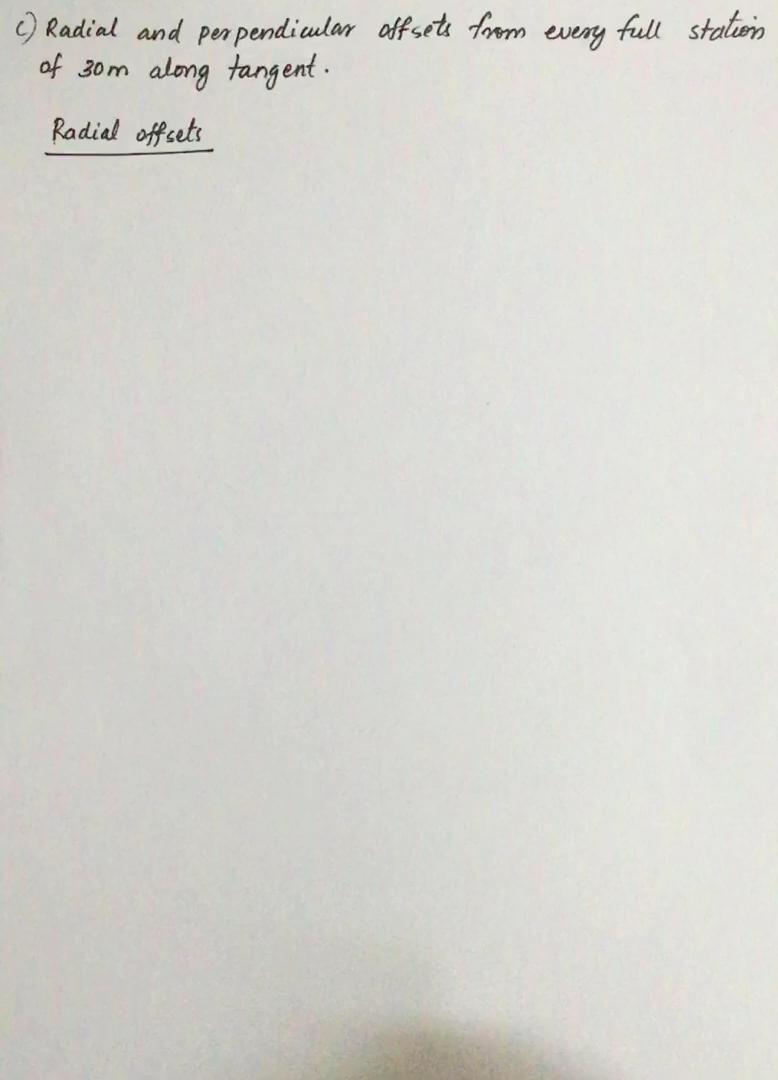 c) Radial and perpendicular offsets from every full station
of 30m along tangent.
Radial offsets